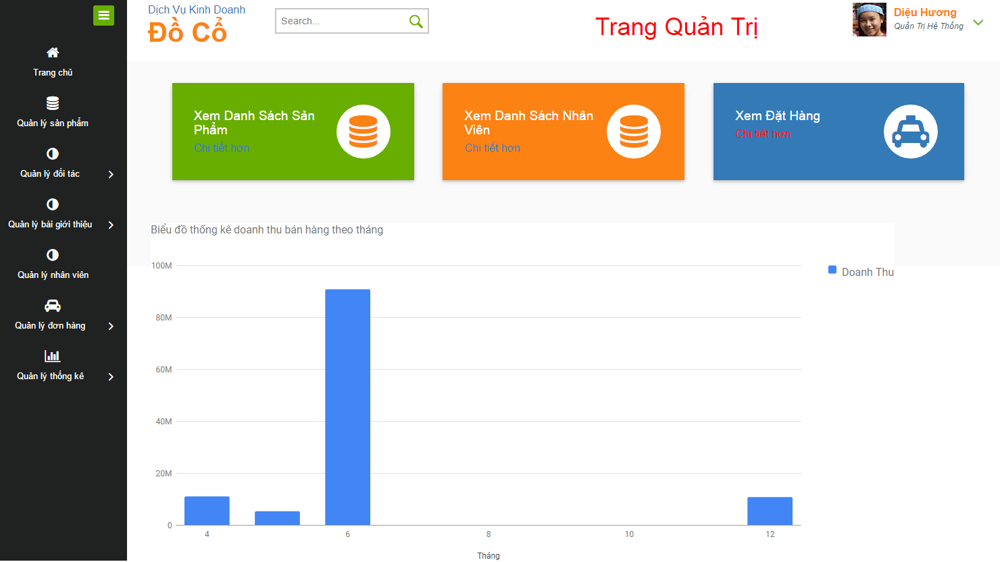 Dịch Vụ Kinh Doanh
Đồ Cổ
Search...
Trang Quản Trị
Diệu Hương
Quản Trị Hệ Thống
Trang chủ
Quản lý sản phẩm
Quản lý đối tác
Quản lý bài giới thiệu
Quản lý nhân viên
Quản lý đơn hàng
Quản lý thống kê
Xem Danh Sách Sản
Phẩm
Chi tiết hơn
Xem Danh Sách Nhân
Viên
Chi tiết hơn
Xem Đặt Hàng
Chi tiết hơn
Biểu đồ thống kê doanh thu bán hàng theo tháng
100M
80M
60M
40M
20M
0
4
6
8
10
12
Tháng
Doanh Thu